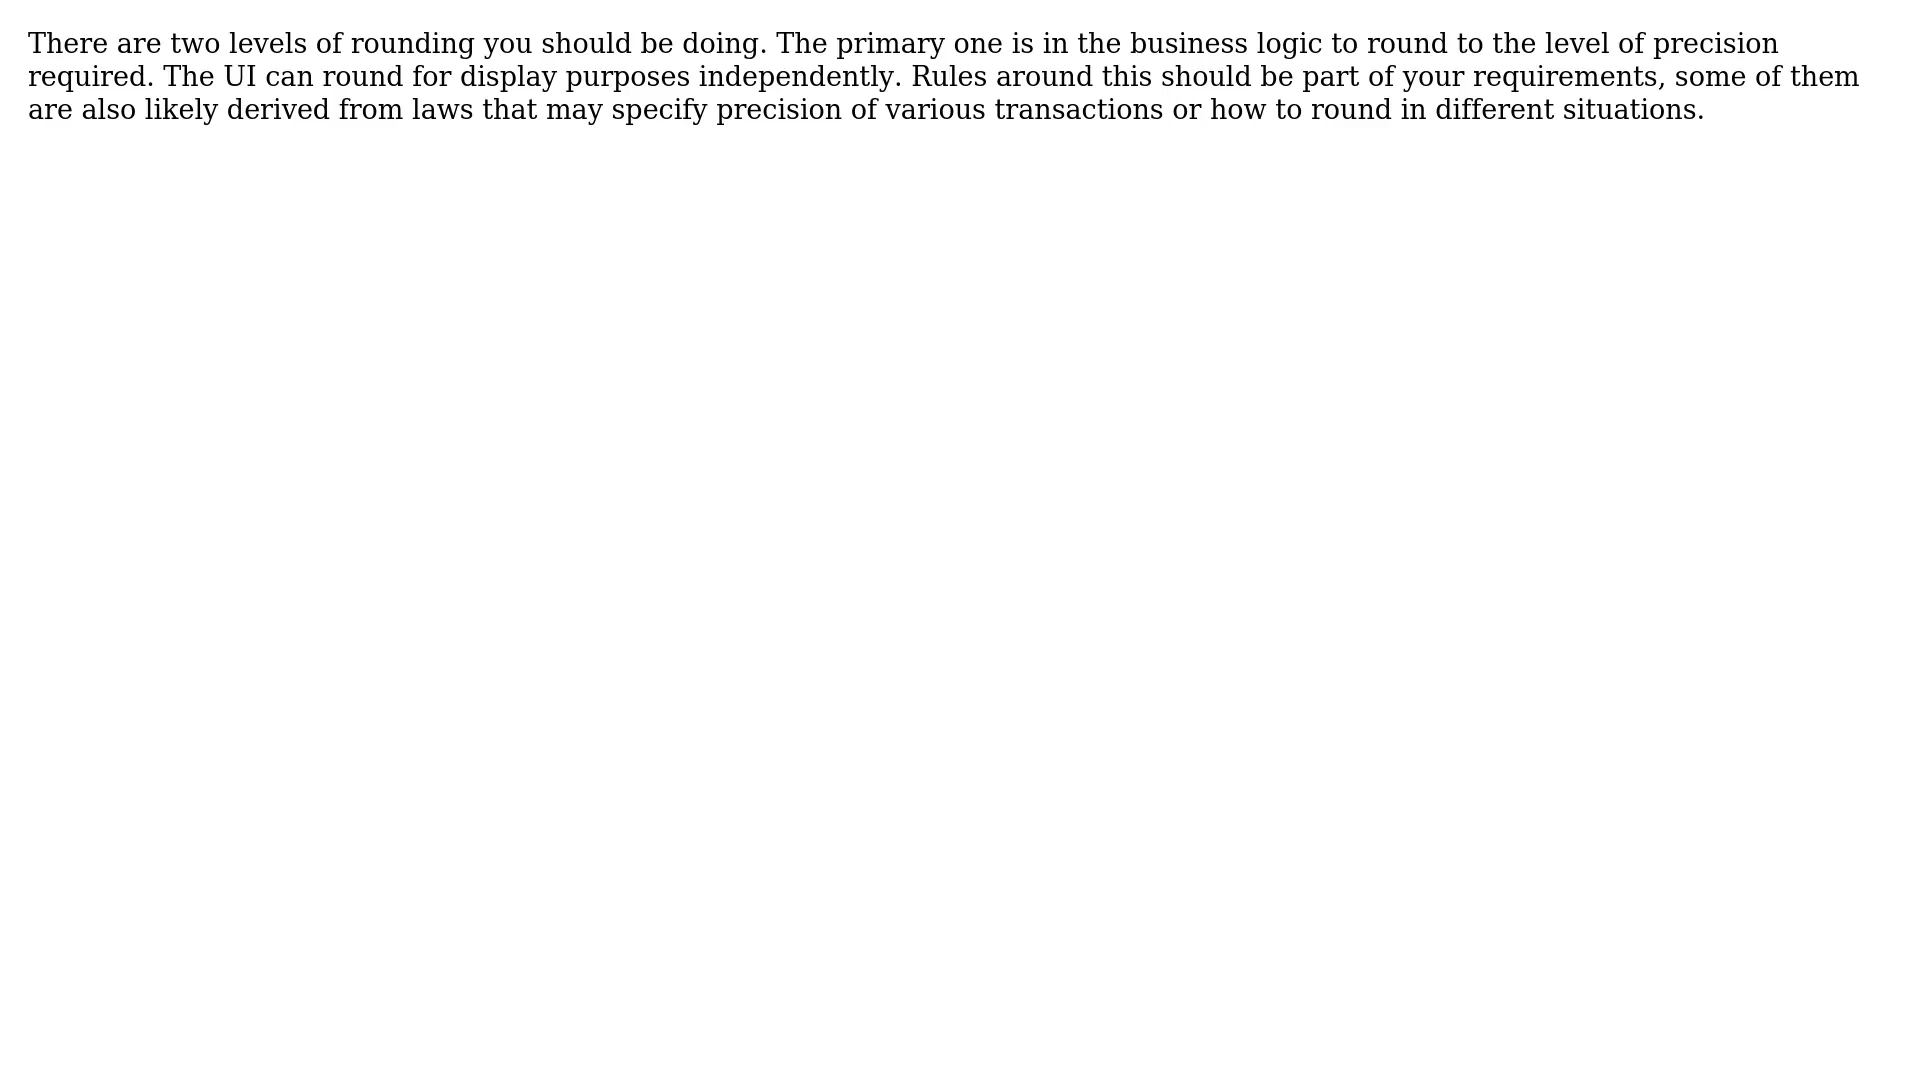 There are two levels of rounding you should be doing. The primary one is in the business logic to round to the level of precision
required. The UI can round for display purposes independently. Rules around this should be part of your requirements, some of them
are also likely derived from laws that may specify precision of various transactions or how to round in different situations.